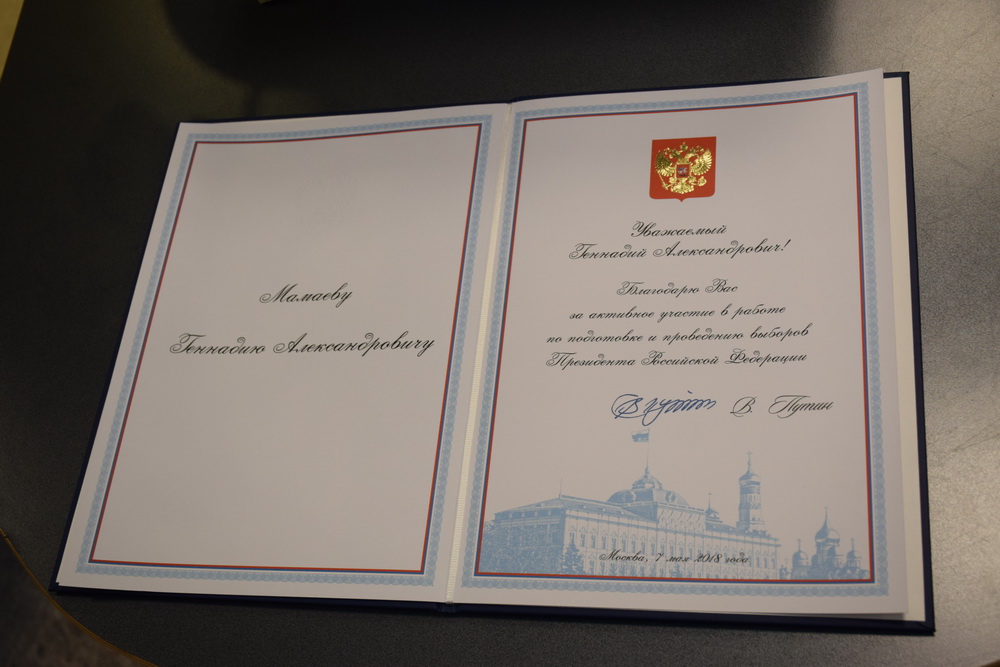 Мамаеву
Геннадию Александровичу
Уважаемый
Геннадий Александрович!
Благодарю Вас
за активное участие в работе
по подготовке и проведению выборов
Президента Российской Федерации
В. Путин
Москва, 7 мая 2018 года